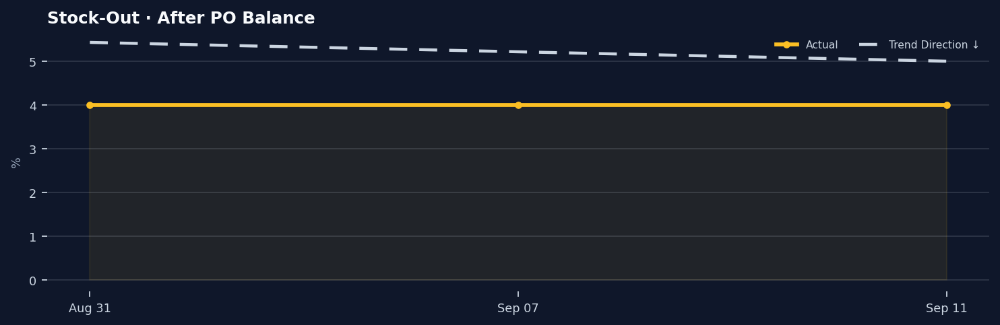 Stock-Out · After PO Balance
Actual
Trend Direction ↓
5
4
3
2
1
0
%
Aug 31
Sep 07
Sep 11